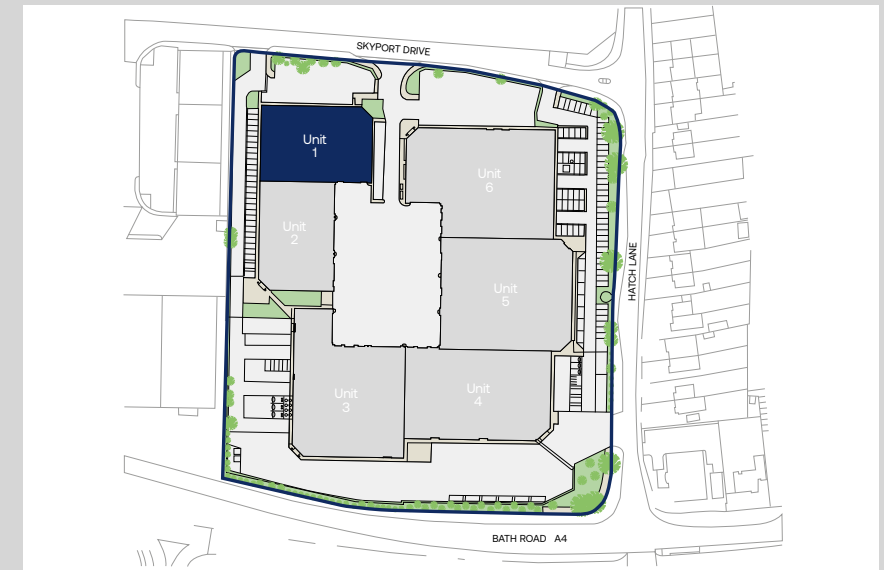 SKYPORT DRIVE
Unit
1
Unit
6
Unit
2
HATCH LANE
Unit
5
Unit
3
Unit
4
BATH ROAD A4